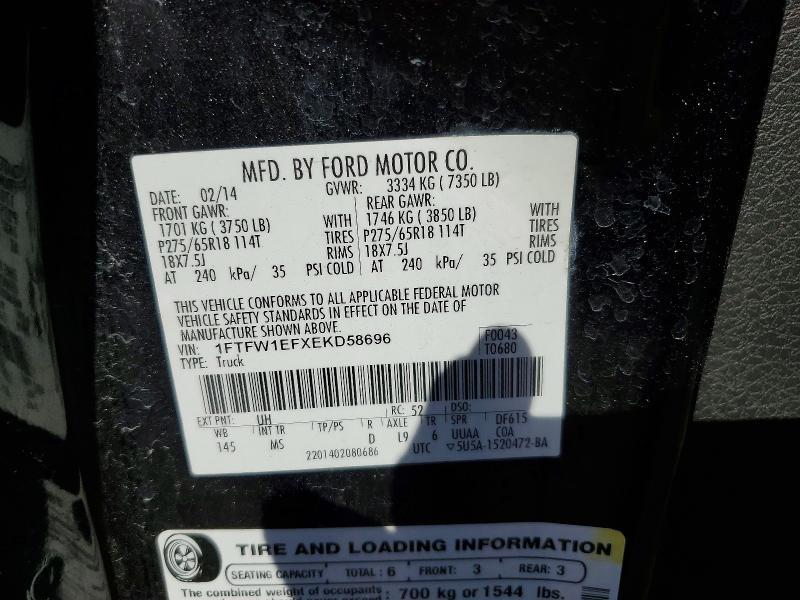 MFD. BY FORD MOTOR CO.
DATE: 02/14 GVWR: 3334 KG ( 7350 LB)
FRONT GAWR: REAR GAWR:
1701 KG ( 3750 LB) WITH 1746 KG ( 3850 LB) WITH
P275/65R18 114T TIRES P275/65R18 114T TIRES
18X7.5J RIMS 18X7.5J RIMS
AT 240 kPa/ 35 PSI COLD AT 240 kPa/ 35 PSI COLD
THIS VEHICLE CONFORMS TO ALL APPLICABLE FEDERAL MOTOR
VEHICLE SAFETY STANDARDS IN EFFECT ON THE DATE OF
MANUFACTURE SHOWN ABOVE.
VIN: 1FTFW1EFXEKD58696 F0043
TYPE: Truck T0680
EXT PNT: UH RC: 52 DSO:
WB INT TR TP/PS R AXLE TR SPR DF615
145 MS D L9 6 UUAA COA
2201402080686 UTC ▽5U5A-1520472-BA
TIRE AND LOADING INFORMATION
SEATING CAPACITY TOTAL : 6 FRONT: 3 REAR: 3
The combined weight of occupants 700 kg or 1544 lbs.